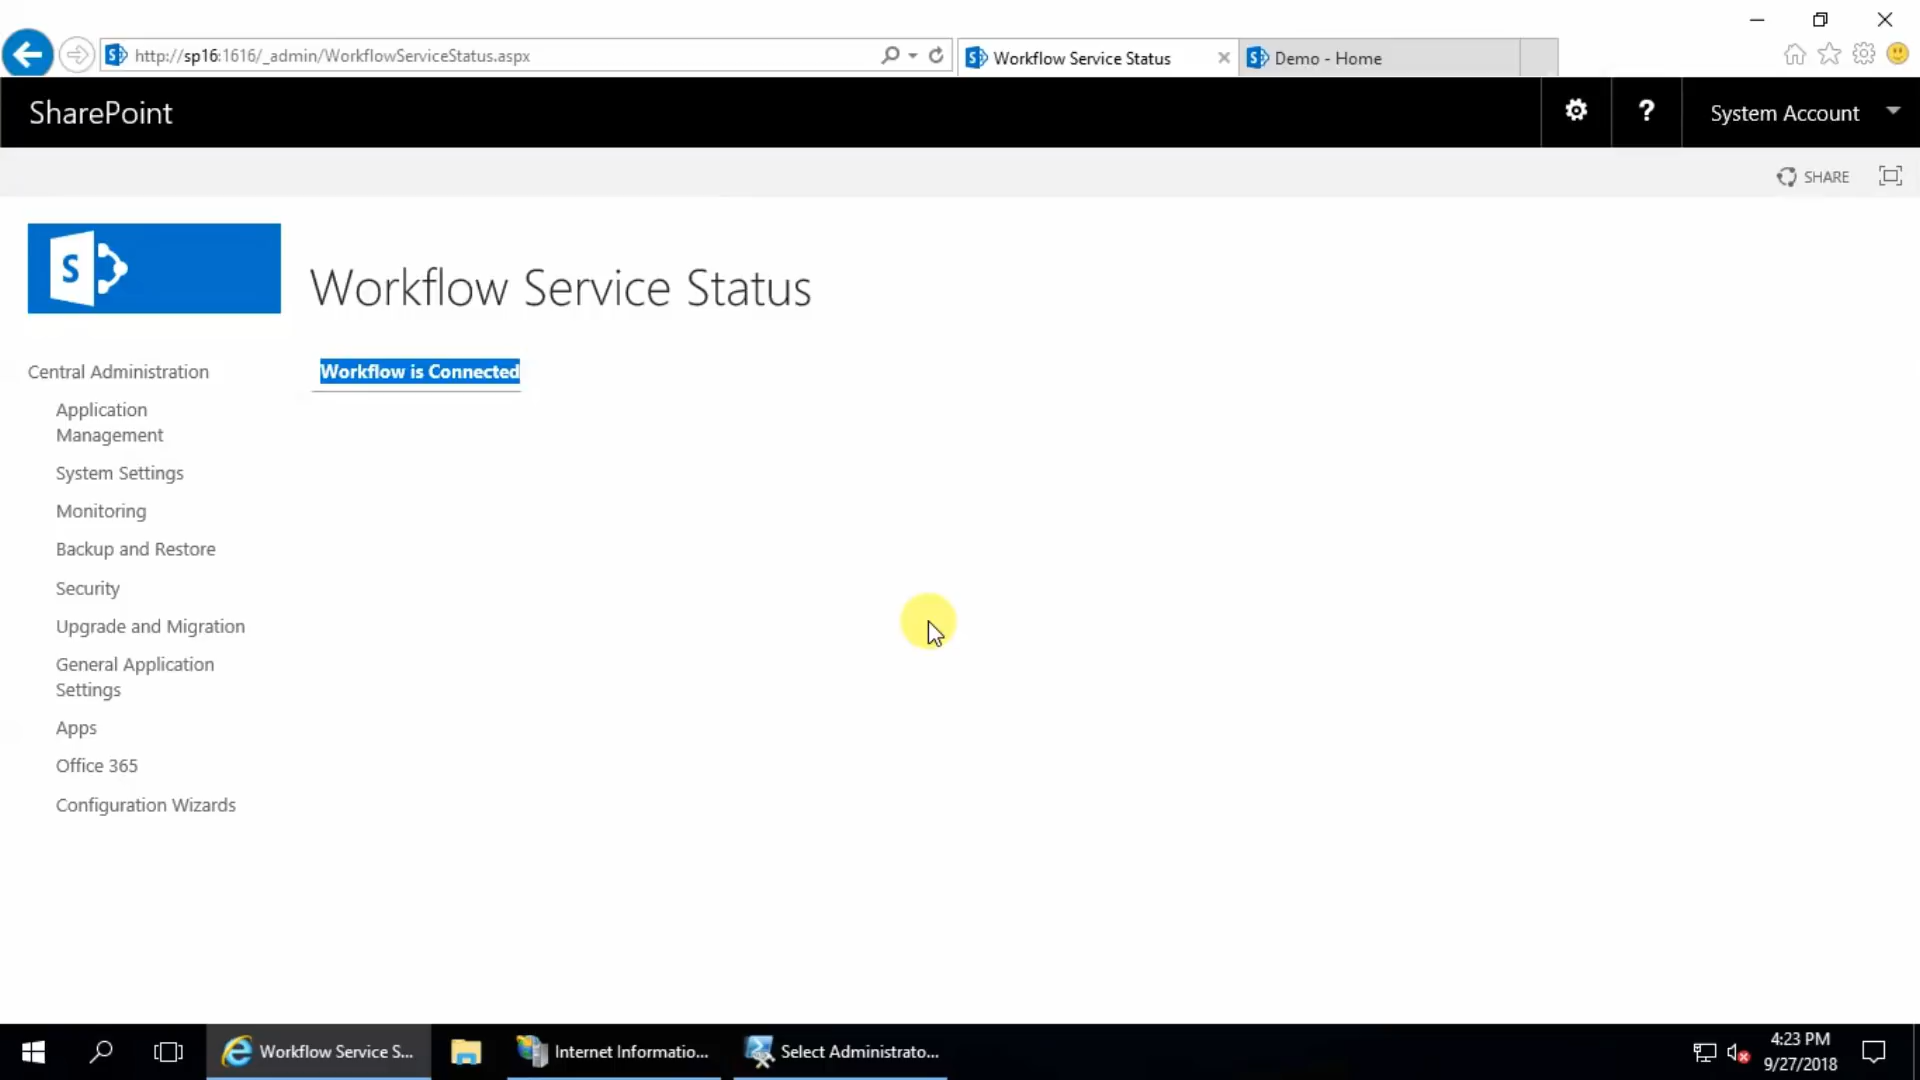 http://sp16:1616/_admin/WorkflowServiceStatus.aspx
Workflow Service Status
Demo - Home
SharePoint
?
System Account
SHARE
S
Workflow Service Status
Workflow is Connected
Central Administration
Application
Management
System Settings
Monitoring
Backup and Restore
Security
Upgrade and Migration
General Application
Settings
Apps
Office 365
Configuration Wizards
Workflow Service S...
Internet Informatio...
Select Administrato...
4:23 PM
9/27/2018